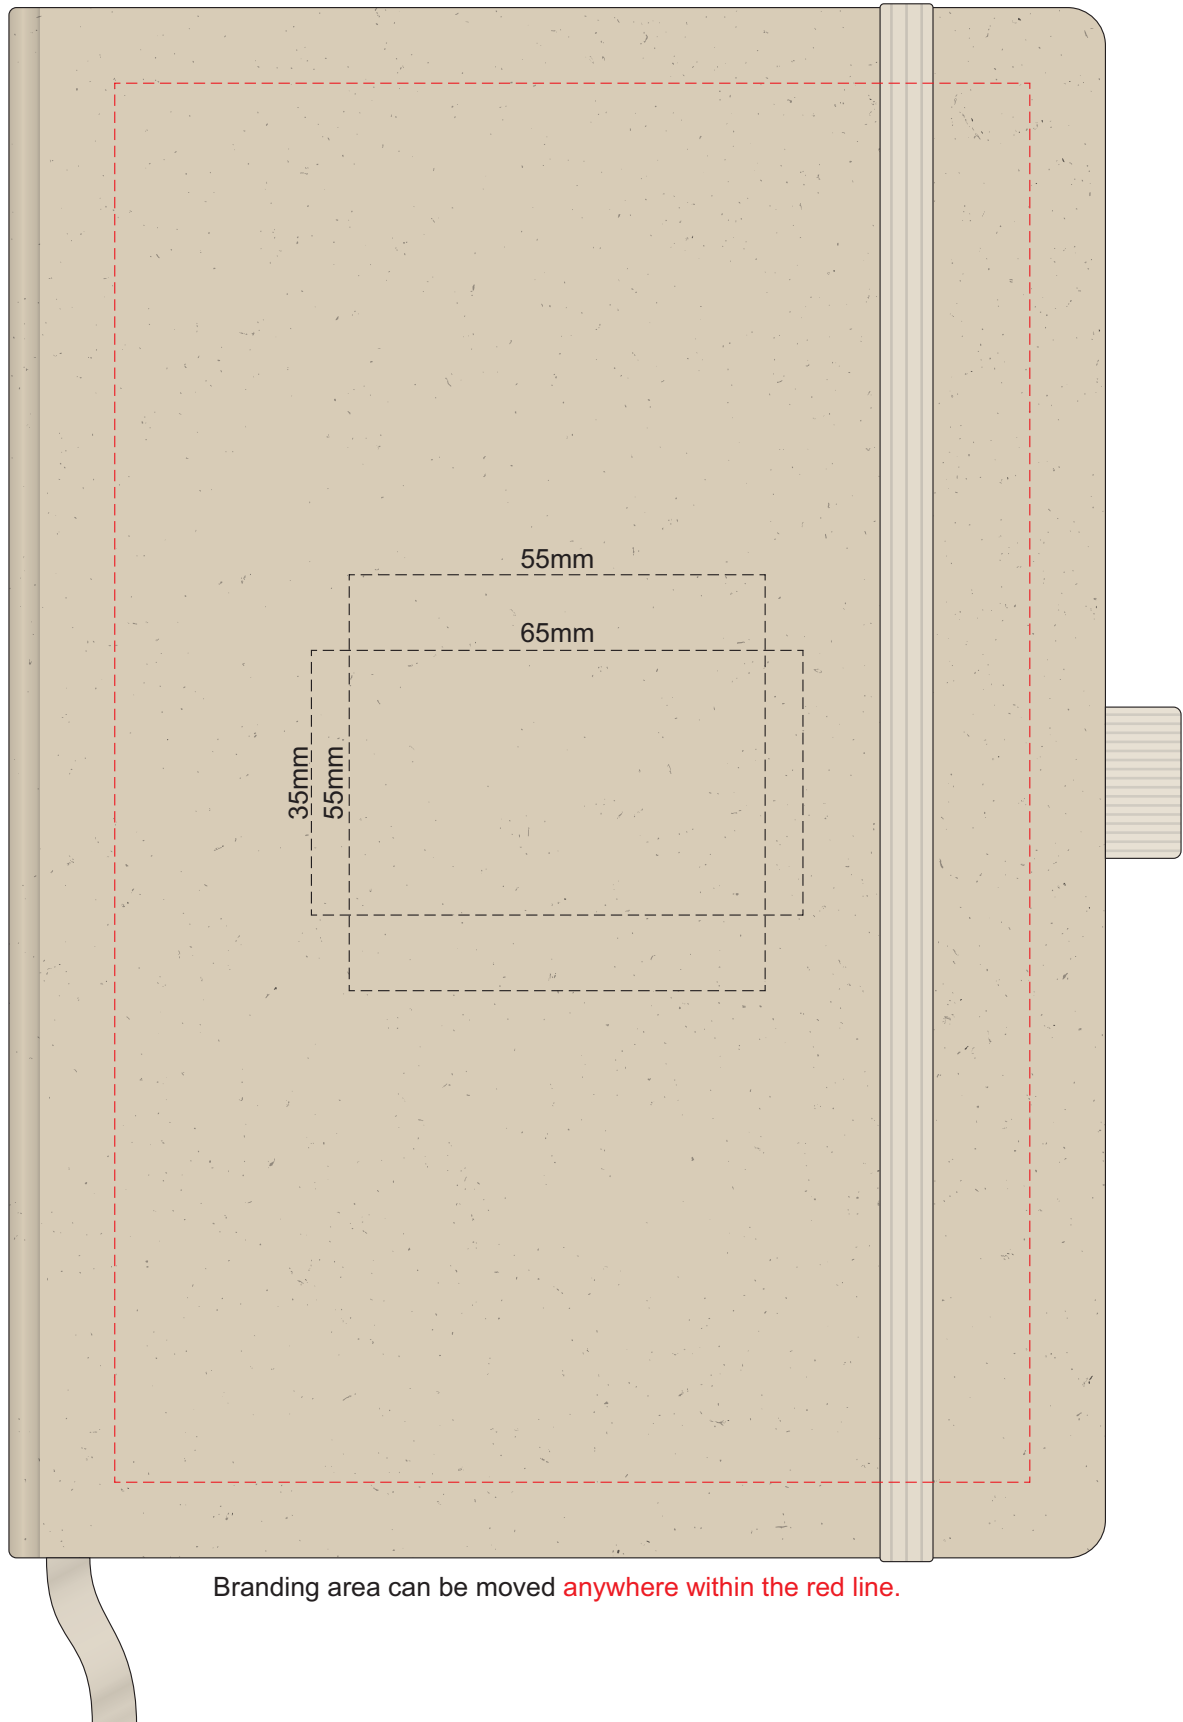 55mm
65mm
35mm
55mm
Branding area can be moved anywhere within the red line.